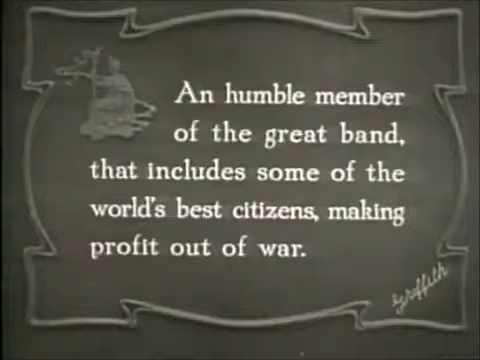 An humble member
of the great band,
that includes some of the
world's best citizens, making
profit out of war.
Griffith